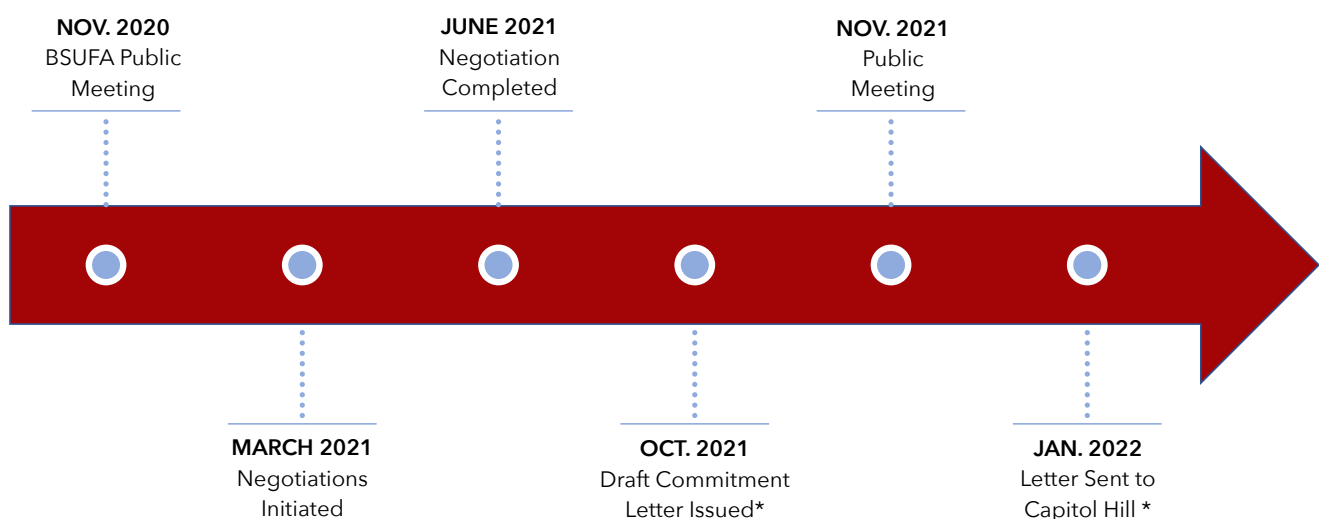 NOV. 2020
BSUFA Public
Meeting
JUNE 2021
Negotiation
Completed
NOV. 2021
Public
Meeting
MARCH 2021
Negotiations
Initiated
OCT. 2021
Draft Commitment
Letter Issued*
JAN. 2022
Letter Sent to
Capitol Hill *